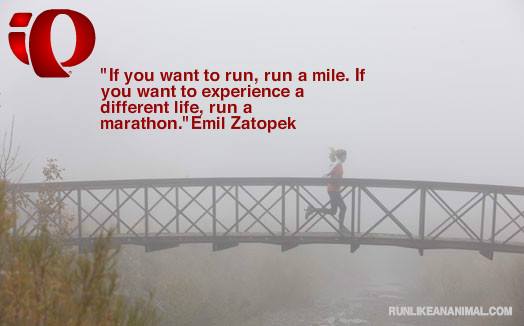 "If you want to run, run a mile. If
you want to experience a
different life, run a
marathon."Emil Zatopek
RUNLIKEANANIMAL.COM